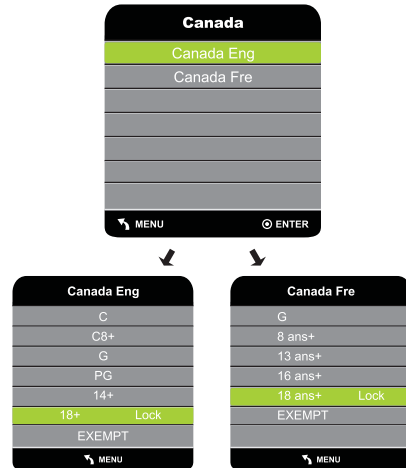 Canada
Canada Eng
Canada Fre
MENU ENTER
Canada Eng
C
C8+
G
PG
14+
18+ Lock
EXEMPT
MENU
Canada Fre
G
8 ans+
13 ans+
16 ans+
18 ans+ Lock
EXEMPT
MENU